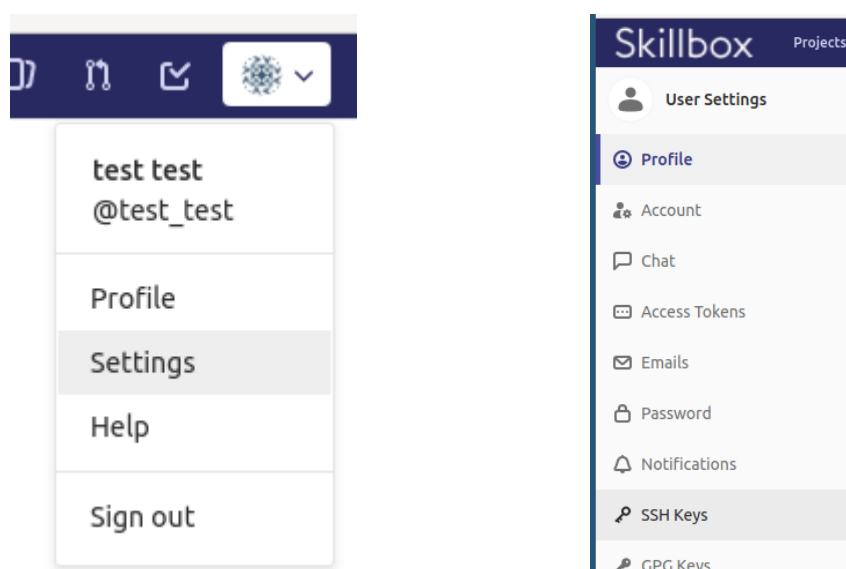 test test
@test_test
Profile
Settings
Help
Sign out
Skillbox
Projects
User Settings
Profile
Account
Chat
Access Tokens
Emails
Password
Notifications
SSH Keys
GPG Keys